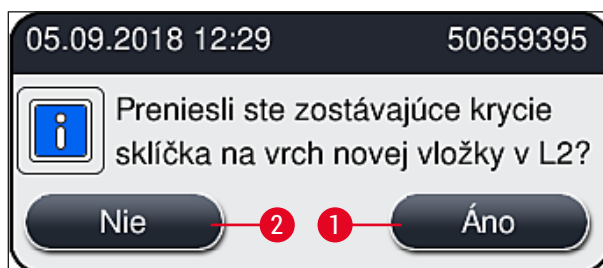 05.09.2018 12:29 50659395
Preniesli ste zostávajúce krycie
sklíčka na vrch novej vložky v L2?
Nie 2 1 Áno